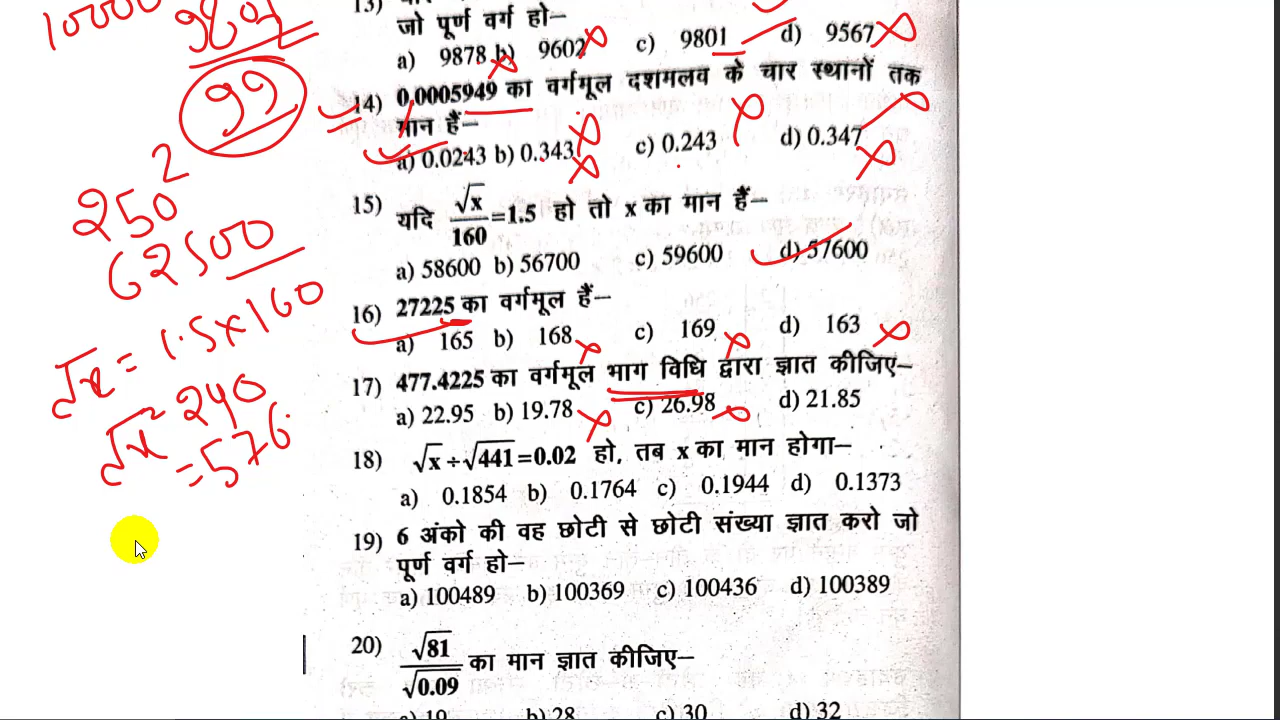 10000
9801
99
250²
62500
√x = 1.5x160
√x² 240
=576
13)
जो पूर्ण वर्ग हो–
a) 9878 b) 9602 c) 9801 d) 9567
14) 0.0005949 का वर्गमूल दशमलव के चार स्थानों तक
मान हैं–
a) 0.0243 b) 0.343 c) 0.243 d) 0.347
15) यदि √x/160 =1.5 हो तो x का मान हैं–
a) 58600 b) 56700 c) 59600 d) 57600
16) 27225 का वर्गमूल हैं–
a) 165 b) 168 c) 169 d) 163
17) 477.4225 का वर्गमूल भाग विधि द्वारा ज्ञात कीजिए–
a) 22.95 b) 19.78 c) 26.98 d) 21.85
18) √x÷√441=0.02 हो, तब x का मान होगा–
a) 0.1854 b) 0.1764 c) 0.1944 d) 0.1373
19) 6 अंको की वह छोटी से छोटी संख्या ज्ञात करो जो
पूर्ण वर्ग हो–
a) 100489 b) 100369 c) 100436 d) 100389
20) √81/√0.09 का मान ज्ञात कीजिए–
a) 19 b) 28 c) 30 d) 32